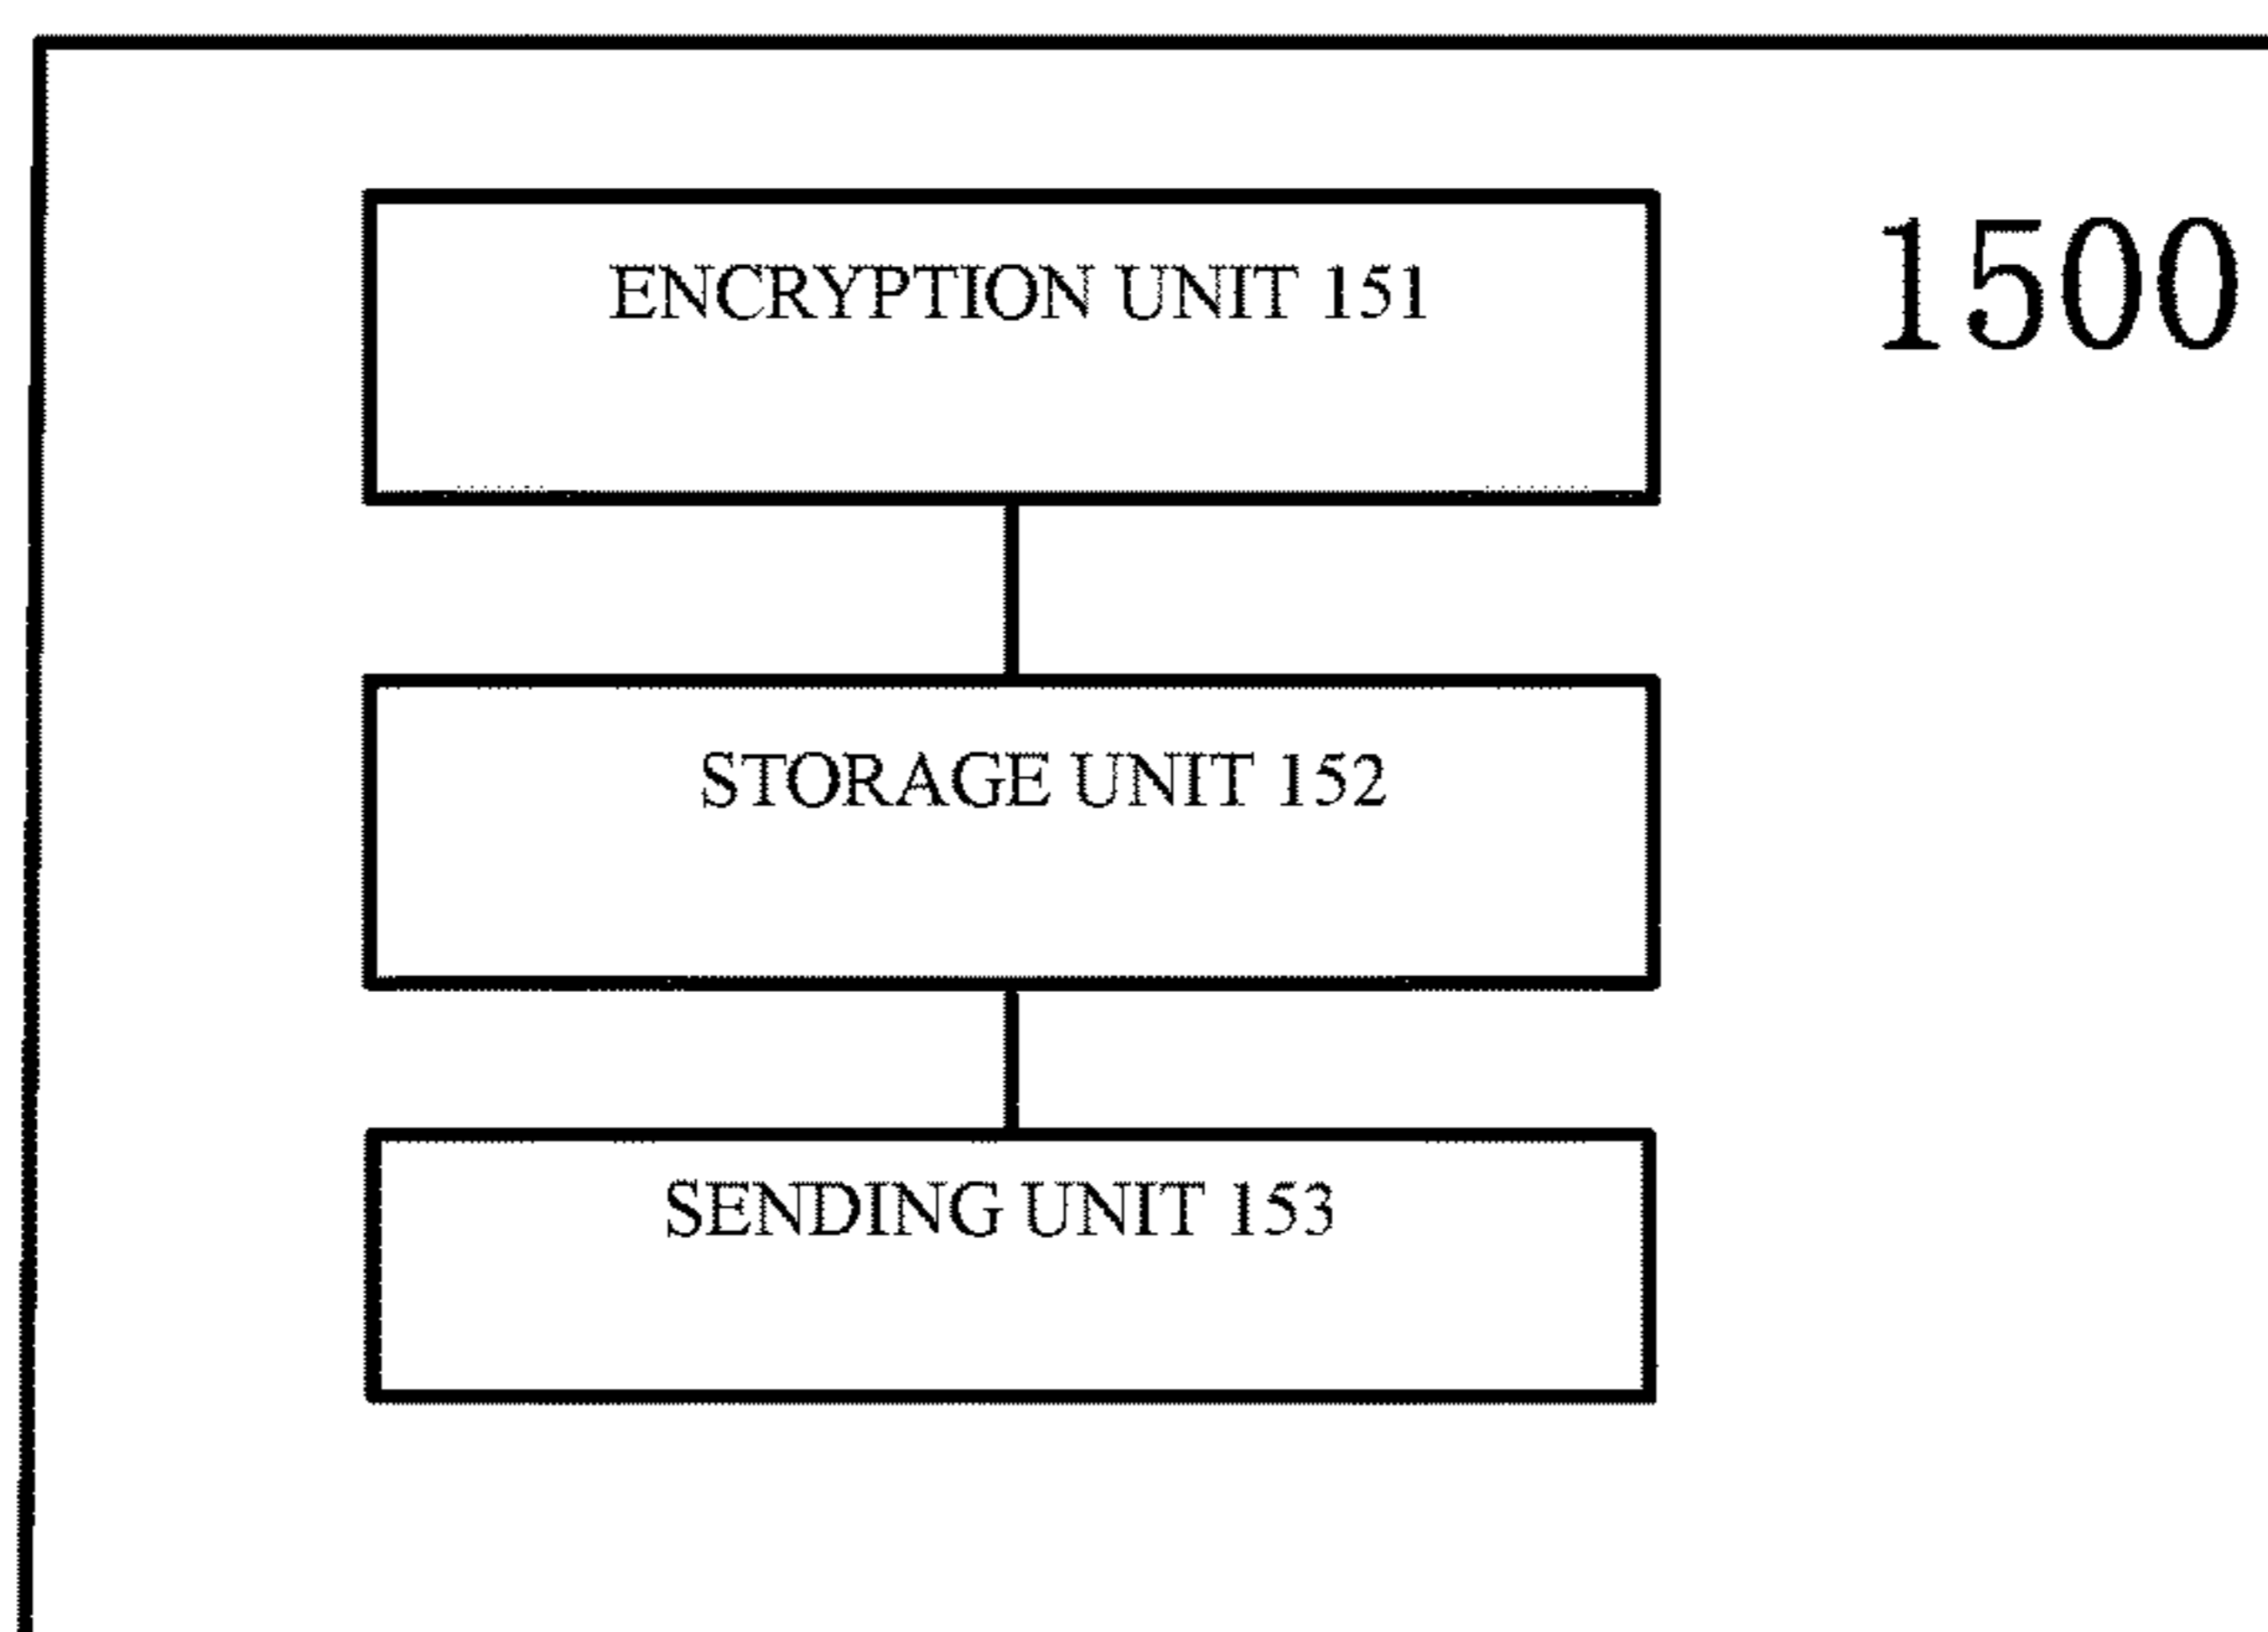 ENCRYPTION UNIT 151
1500
STORAGE UNIT 152
SENDING UNIT 153